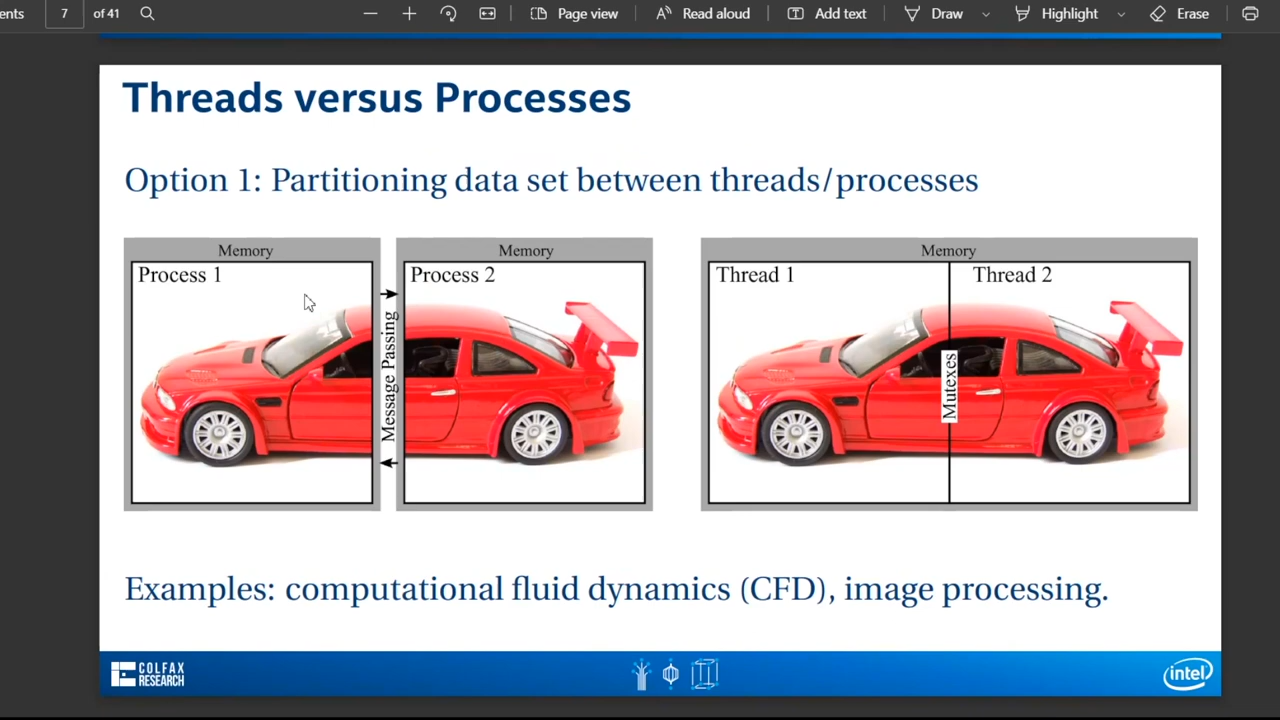 ents
7
of 41
Page view
Read aloud
Add text
Draw
Highlight
Erase
Threads versus Processes
Option 1: Partitioning data set between threads/processes
Memory
Process 1
Message Passing
Memory
Process 2
Memory
Thread 1
Mutexes
Thread 2
Examples: computational fluid dynamics (CFD), image processing.
COLFAX
RESEARCH
intel